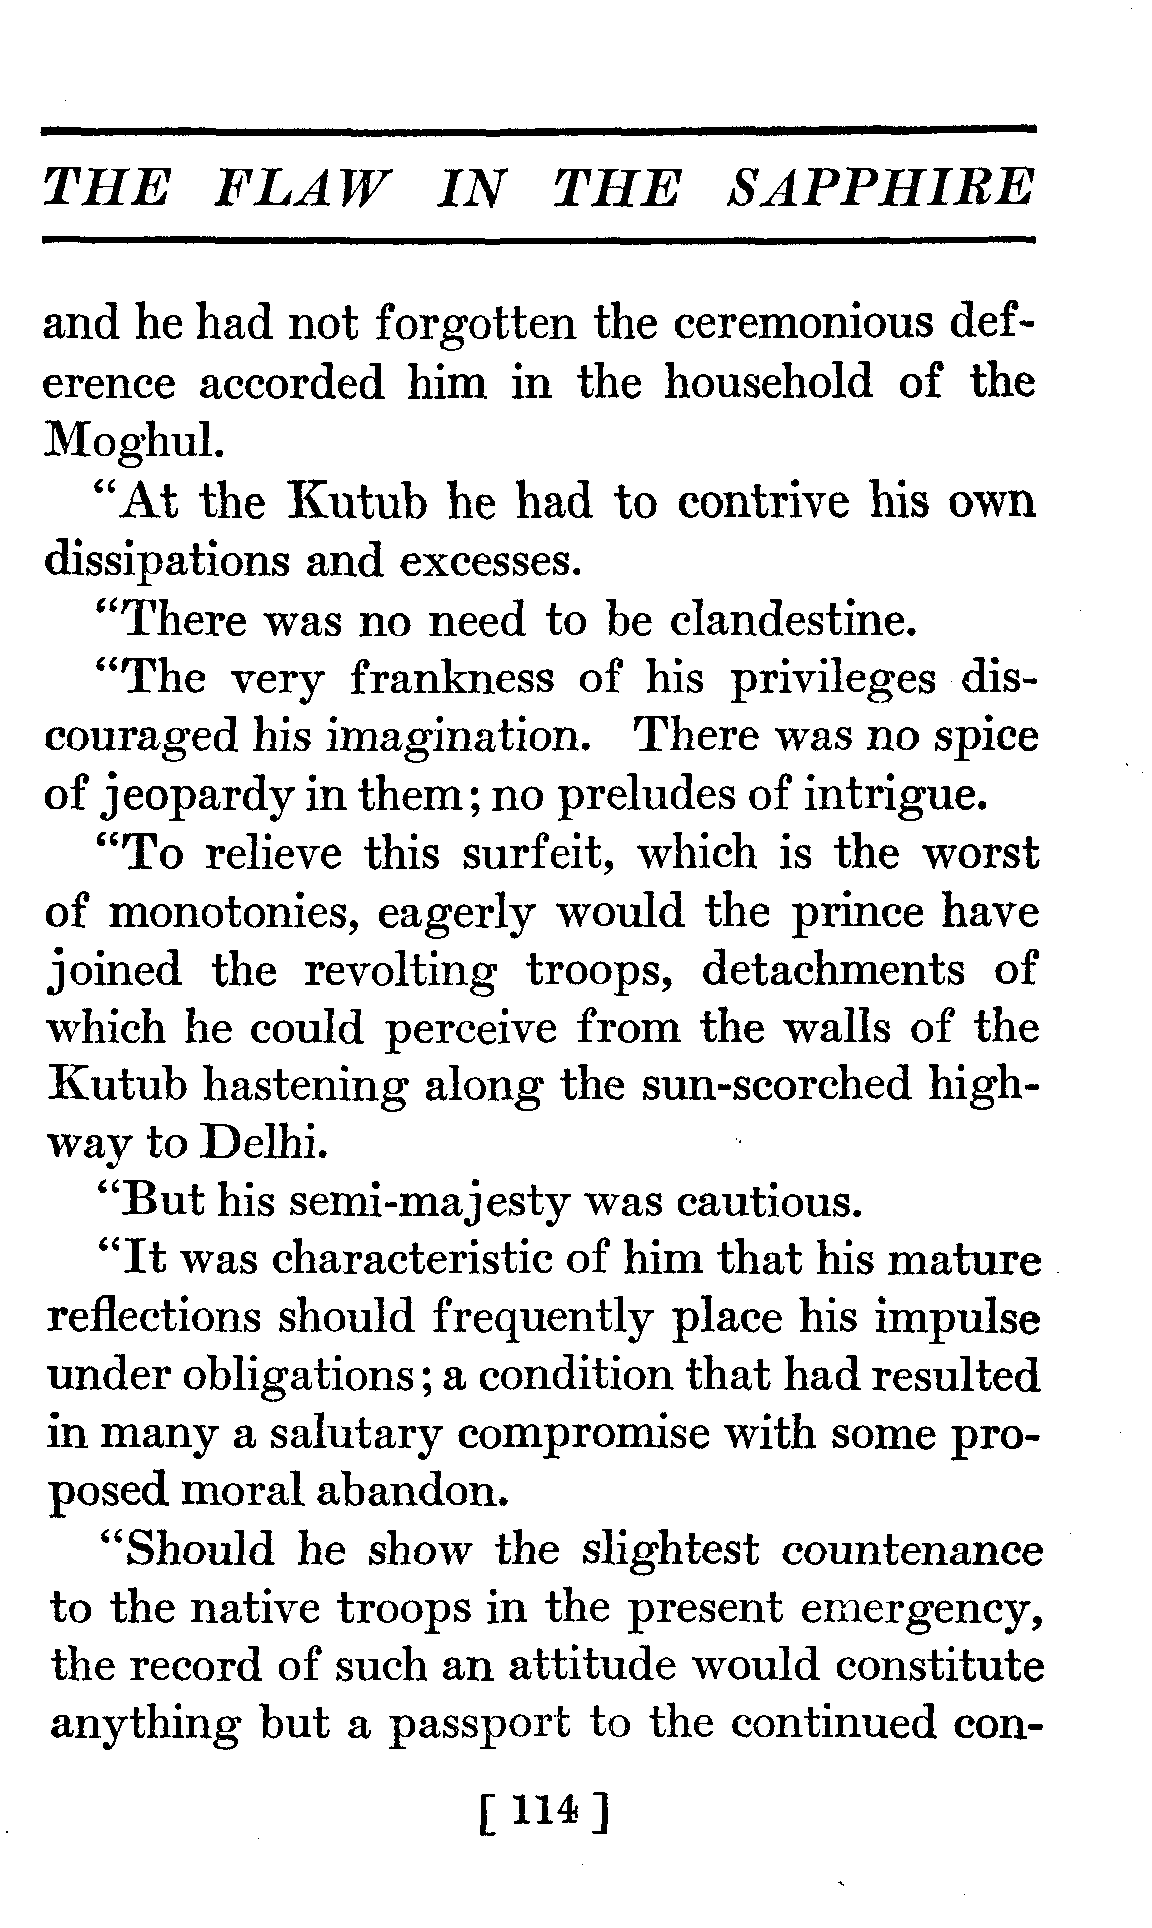 THE FLAW IN THE SAPPHIRE
and he had not forgotten the ceremonious def-
erence accorded him in the household of the
Moghul.
“At the Kutub he had to contrive his own
dissipations and excesses.
“There was no need to be clandestine.
“The very frankness of his privileges dis-
couraged his imagination. There was no spice
of jeopardy in them; no preludes of intrigue.
“To relieve this surfeit, which is the worst
of monotonies, eagerly would the prince have
joined the revolting troops, detachments of
which he could perceive from the walls of the
Kutub hastening along the sun-scorched high-
way to Delhi.
“But his semi-majesty was cautious.
“It was characteristic of him that his mature
reflections should frequently place his impulse
under obligations; a condition that had resulted
in many a salutary compromise with some pro-
posed moral abandon.
“Should he show the slightest countenance
to the native troops in the present emergency,
the record of such an attitude would constitute
anything but a passport to the continued con-
[ 114 ]